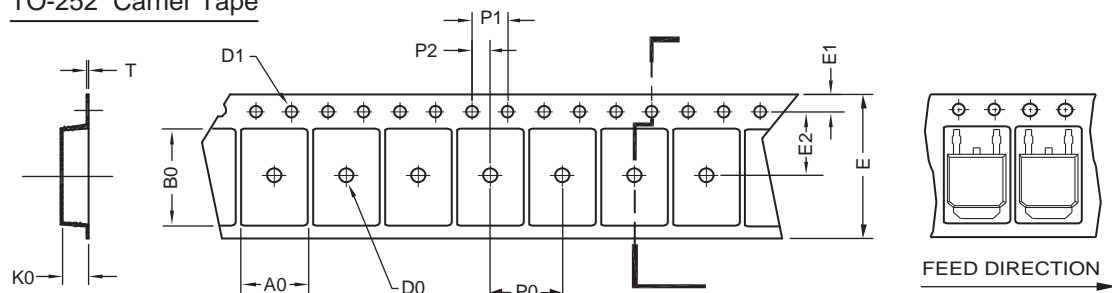 TO-252 Carrier Tape
P1
P2
D1
T
E1
E2
E
B0
K0
A0
D0
P0
FEED DIRECTION